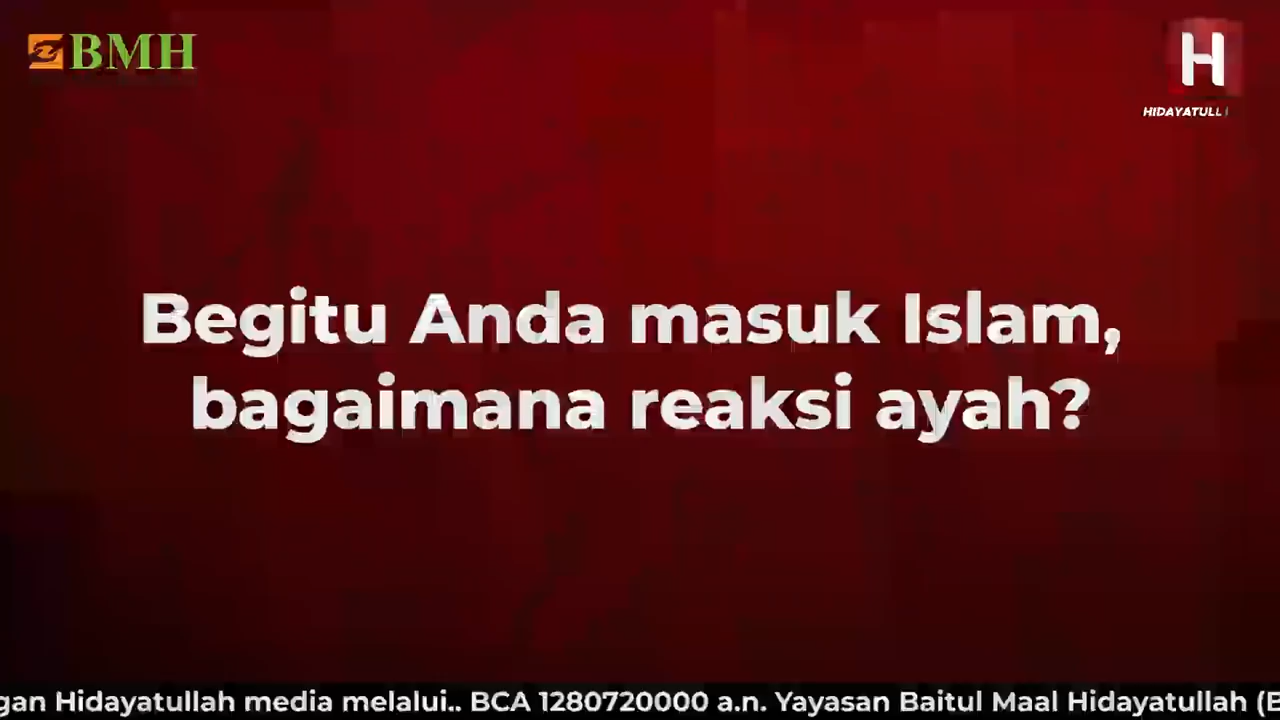 BMH
H
HIDAYATULL
Begitu Anda masuk Islam,
bagaimana reaksi ayah?
gan Hidayatullah media melalui.. BCA 1280720000 a.n. Yayasan Baitul Maal Hidayatullah (B